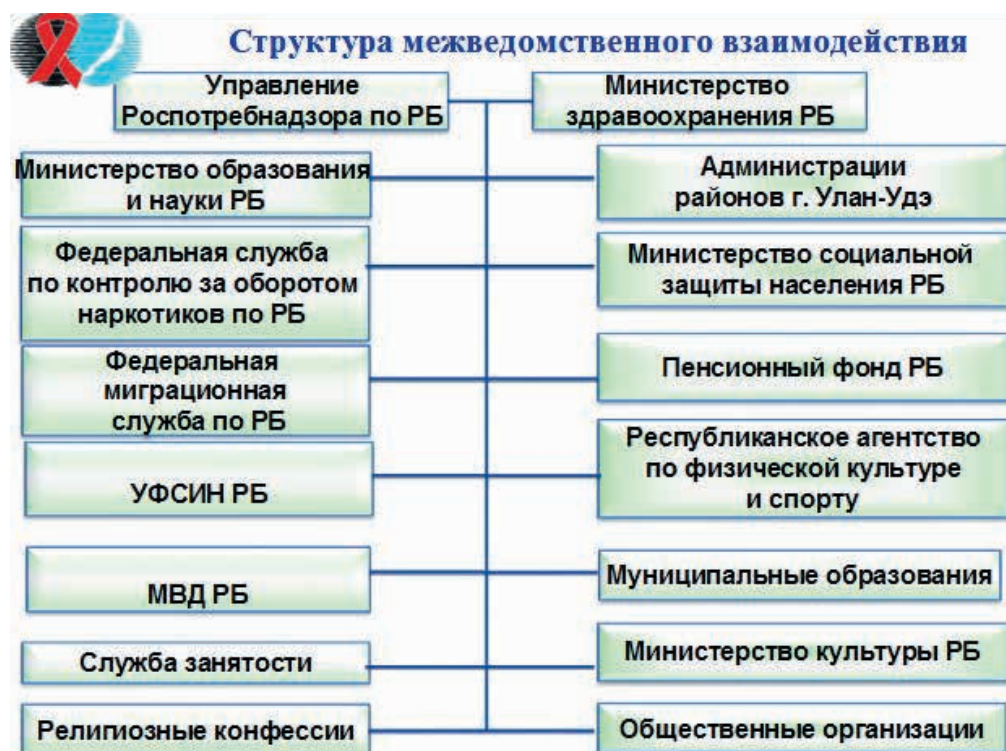 Структура межведомственного взаимодействия
Управление
Роспотребнадзора по РБ
Министерство
здравоохранения РБ
Министерство образования
и науки РБ
Администрации
районов г. Улан-Удэ
Федеральная служба
по контролю за оборотом
наркотиков по РБ
Министерство социальной
защиты населения РБ
Федеральная
миграционная
служба по РБ
Пенсионный фонд РБ
УФСИН РБ
Республиканское агентство
по физической культуре
и спорту
МВД РБ
Муниципальные образования
Служба занятости
Министерство культуры РБ
Религиозные конфессии
Общественные организации